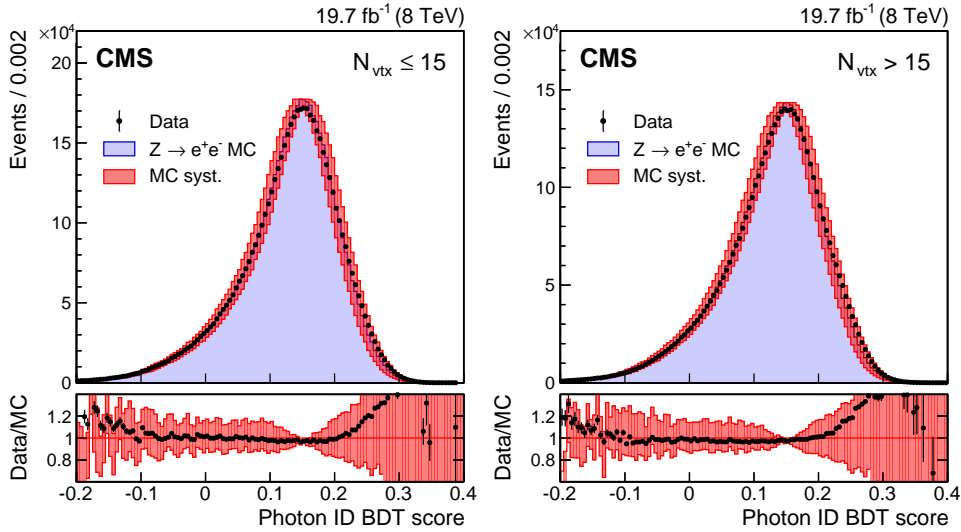 19.7 fb⁻¹ (8 TeV)
×10⁴
Events / 0.002
CMS
N_vtx ≤ 15
Data
Z → e⁺e⁻ MC
MC syst.
20
15
10
5
0
Data/MC
1.2
1
0.8
-0.2 -0.1 0 0.1 0.2 0.3 0.4
Photon ID BDT score
19.7 fb⁻¹ (8 TeV)
×10⁴
Events / 0.002
CMS
N_vtx > 15
Data
Z → e⁺e⁻ MC
MC syst.
15
10
5
0
Data/MC
1.2
1
0.8
-0.2 -0.1 0 0.1 0.2 0.3 0.4
Photon ID BDT score